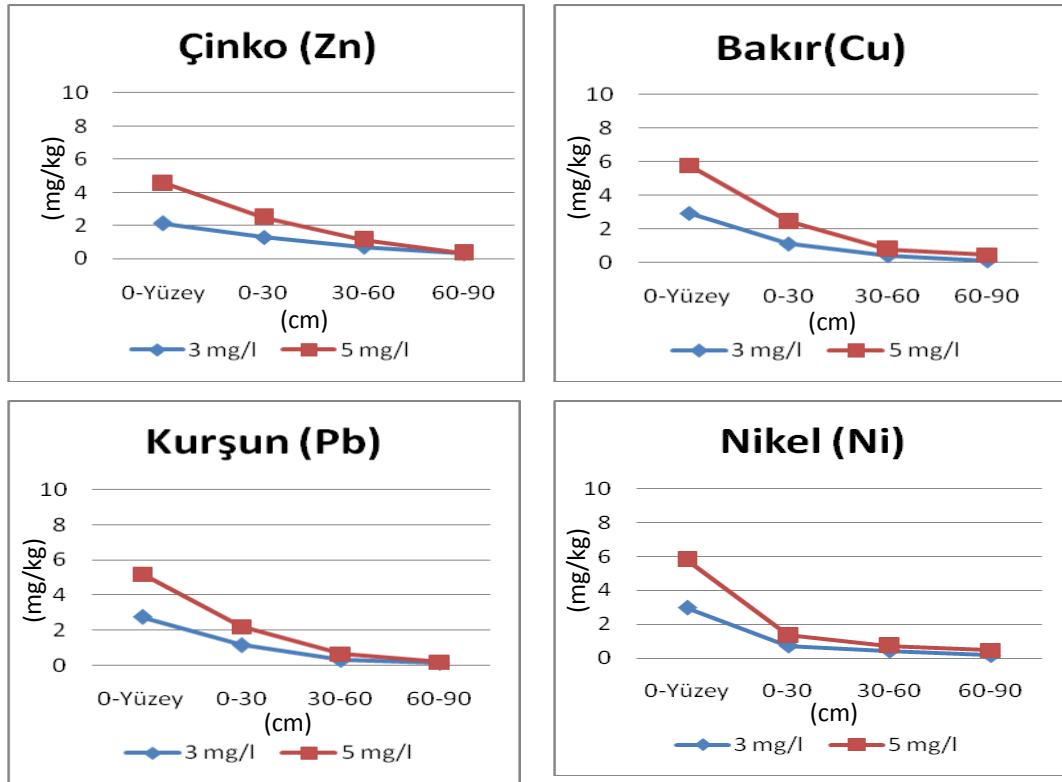 Çinko (Zn)
10
8
6
4
2
0
(mg/kg)
0-Yüzey 0-30 30-60 60-90
(cm)
3 mg/l 5 mg/l
Bakır(Cu)
10
8
6
4
2
0
(mg/kg)
0-Yüzey 0-30 30-60 60-90
(cm)
3 mg/l 5 mg/l
Kurşun (Pb)
10
8
6
4
2
0
(mg/kg)
0-Yüzey 0-30 30-60 60-90
(cm)
3 mg/l 5 mg/l
Nikel (Ni)
10
8
6
4
2
0
(mg/kg)
0-Yüzey 0-30 30-60 60-90
(cm)
3 mg/l 5 mg/l